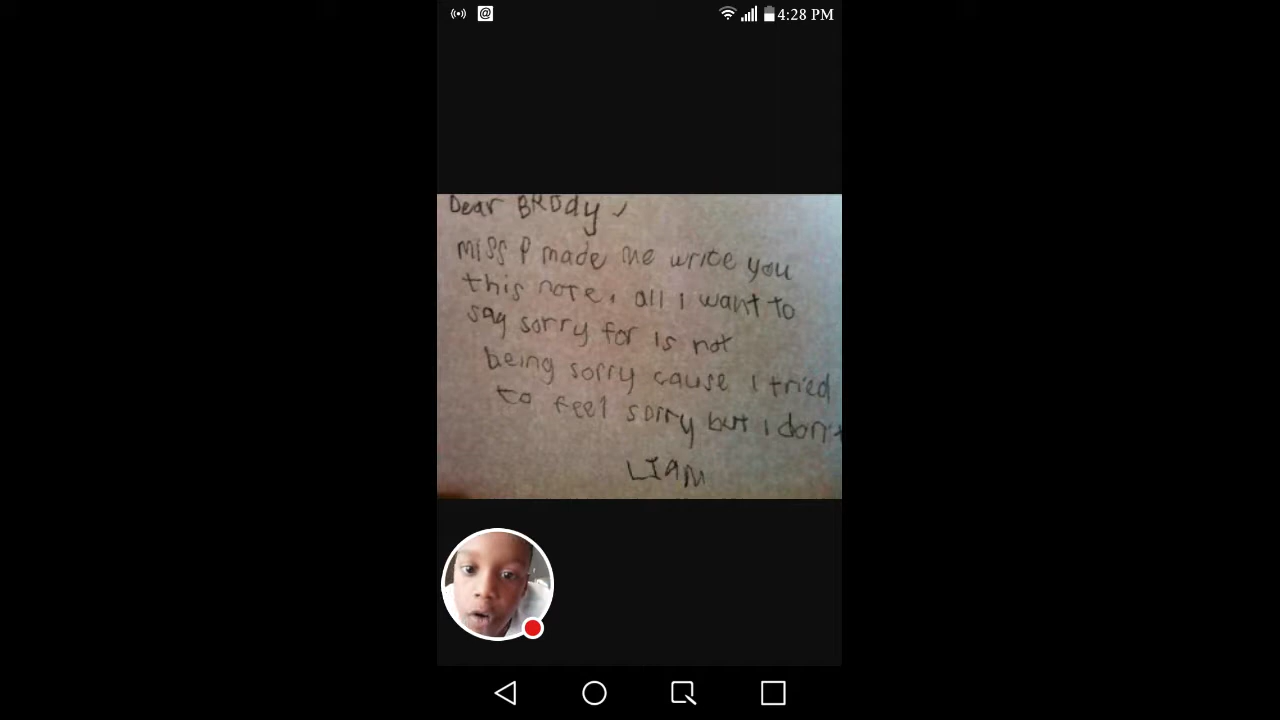 4:28 PM
Dear BRody,
Miss P made me write you
this note. all I want to
say sorry for is not
being sorry cause I tried
to feel sorry but I don't
LIAM